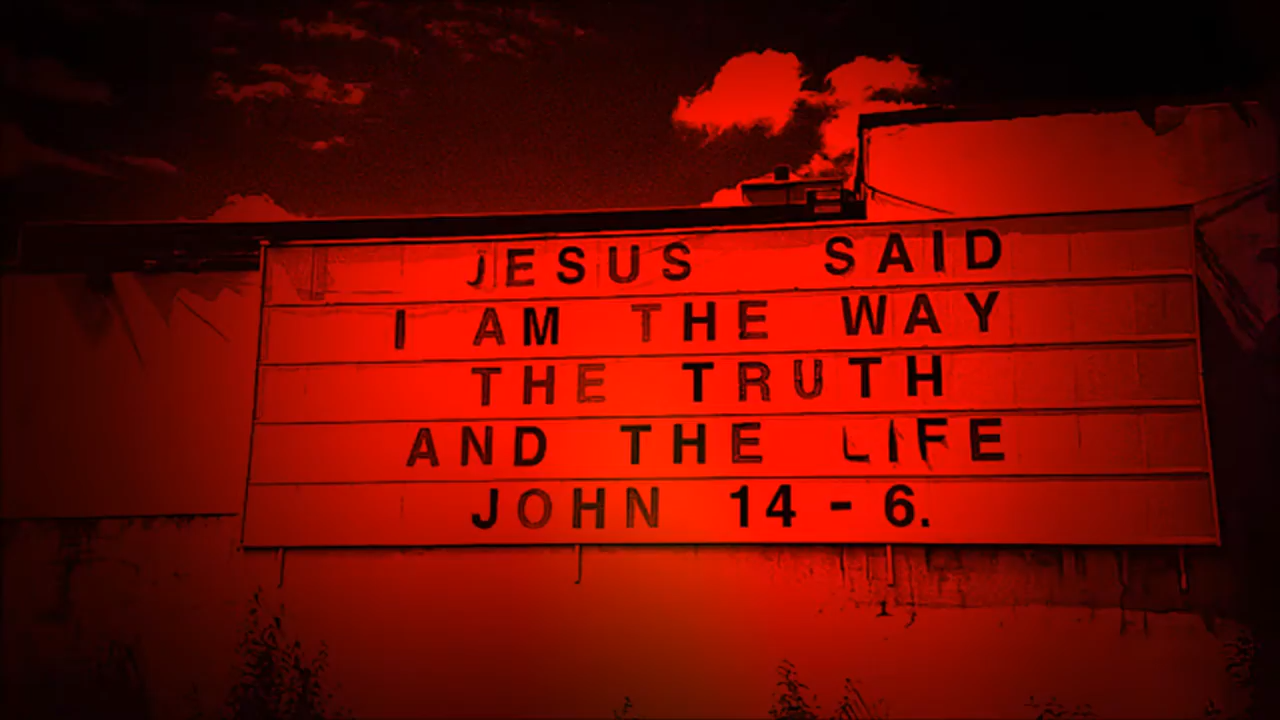 JESUS SAID
I AM THE WAY
THE TRUTH
AND THE LIFE
JOHN 14 - 6.